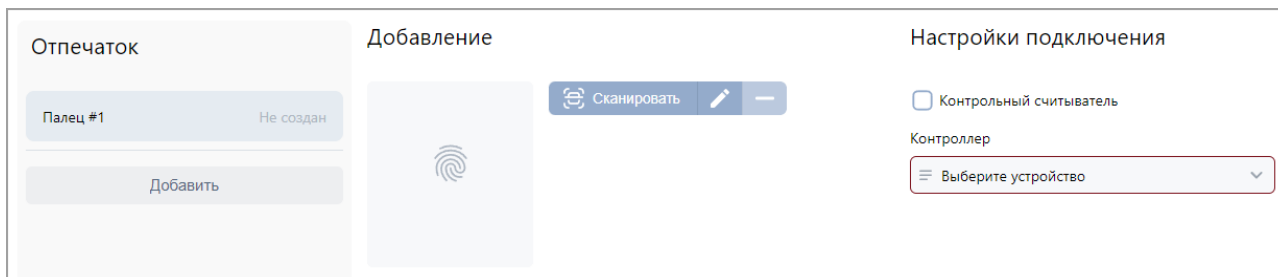 Отпечаток
Палец #1 Не создан
Добавить
Добавление
Сканировать
Настройки подключения
Контрольный считыватель
Контроллер
Выберите устройство